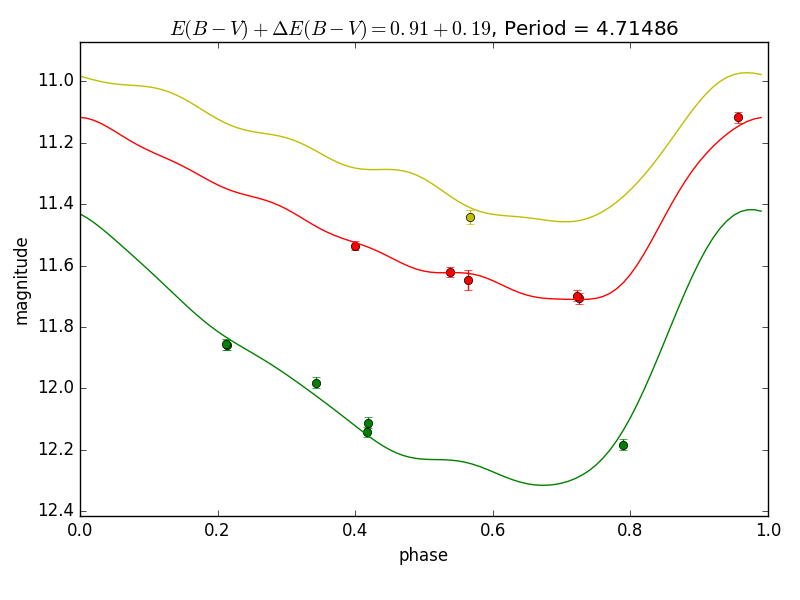 E(B − V) + ΔE(B − V) = 0.91 + 0.19, Period = 4.71486
magnitude
11.0
11.2
11.4
11.6
11.8
12.0
12.2
12.4
0.0 0.2 0.4 0.6 0.8 1.0
phase